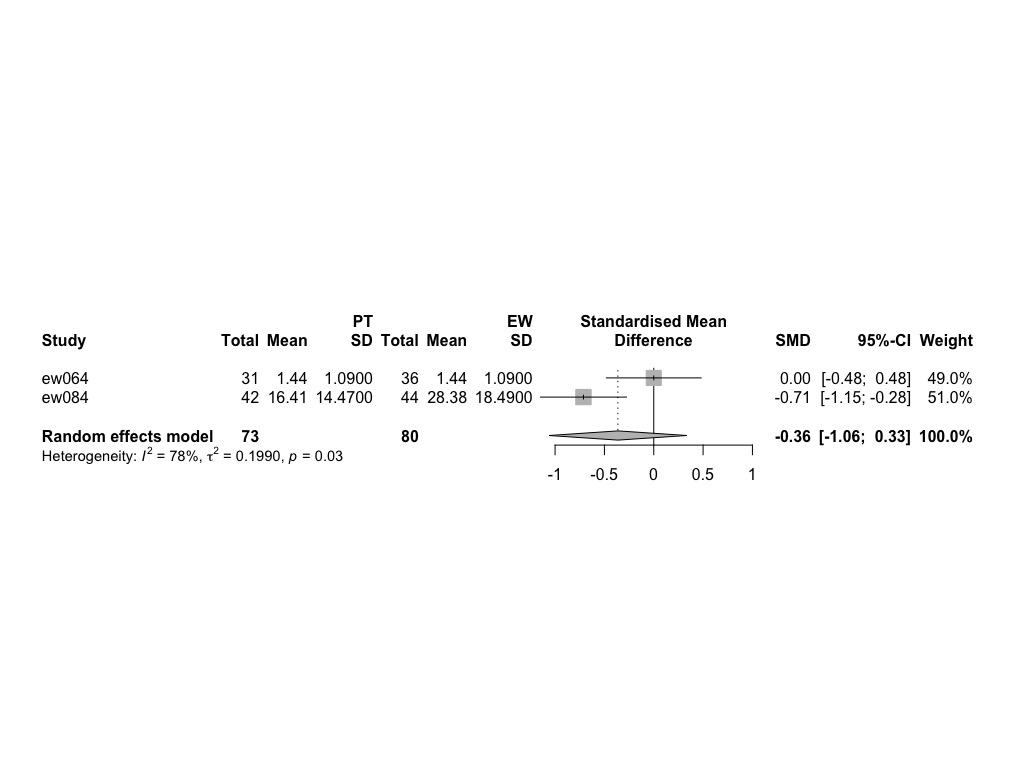 PT EW Standardised Mean
Study Total Mean SD Total Mean SD Difference SMD 95%-CI Weight
ew064 31 1.44 1.0900 36 1.44 1.0900 0.00 [-0.48; 0.48] 49.0%
ew084 42 16.41 14.4700 44 28.38 18.4900 -0.71 [-1.15; -0.28] 51.0%
Random effects model 73 80 -0.36 [-1.06; 0.33] 100.0%
Heterogeneity: I² = 78%, τ² = 0.1990, p = 0.03
-1 -0.5 0 0.5 1